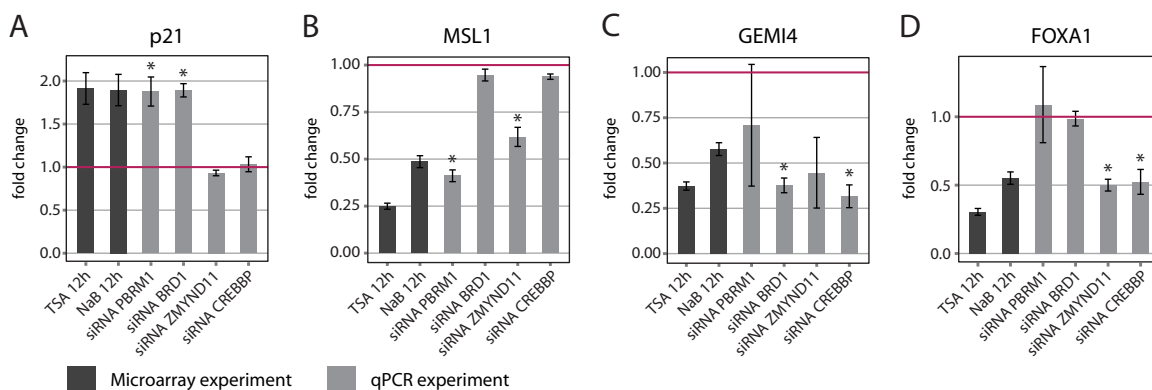 A
p21
fold change
2.0
1.5
1.0
0.5
0.0
*
*
TSA 12h
NaB 12h
siRNA PBRM1
siRNA BRD1
siRNA ZMYND11
siRNA CREBBP
B
MSL1
fold change
1.00
0.75
0.50
0.25
0.00
*
*
TSA 12h
NaB 12h
siRNA PBRM1
siRNA BRD1
siRNA ZMYND11
siRNA CREBBP
C
GEMI4
fold change
1.00
0.75
0.50
0.25
0.00
*
*
TSA 12h
NaB 12h
siRNA PBRM1
siRNA BRD1
siRNA ZMYND11
siRNA CREBBP
D
FOXA1
fold change
1.0
0.5
0.0
*
*
TSA 12h
NaB 12h
siRNA PBRM1
siRNA BRD1
siRNA ZMYND11
siRNA CREBBP
Microarray experiment
qPCR experiment